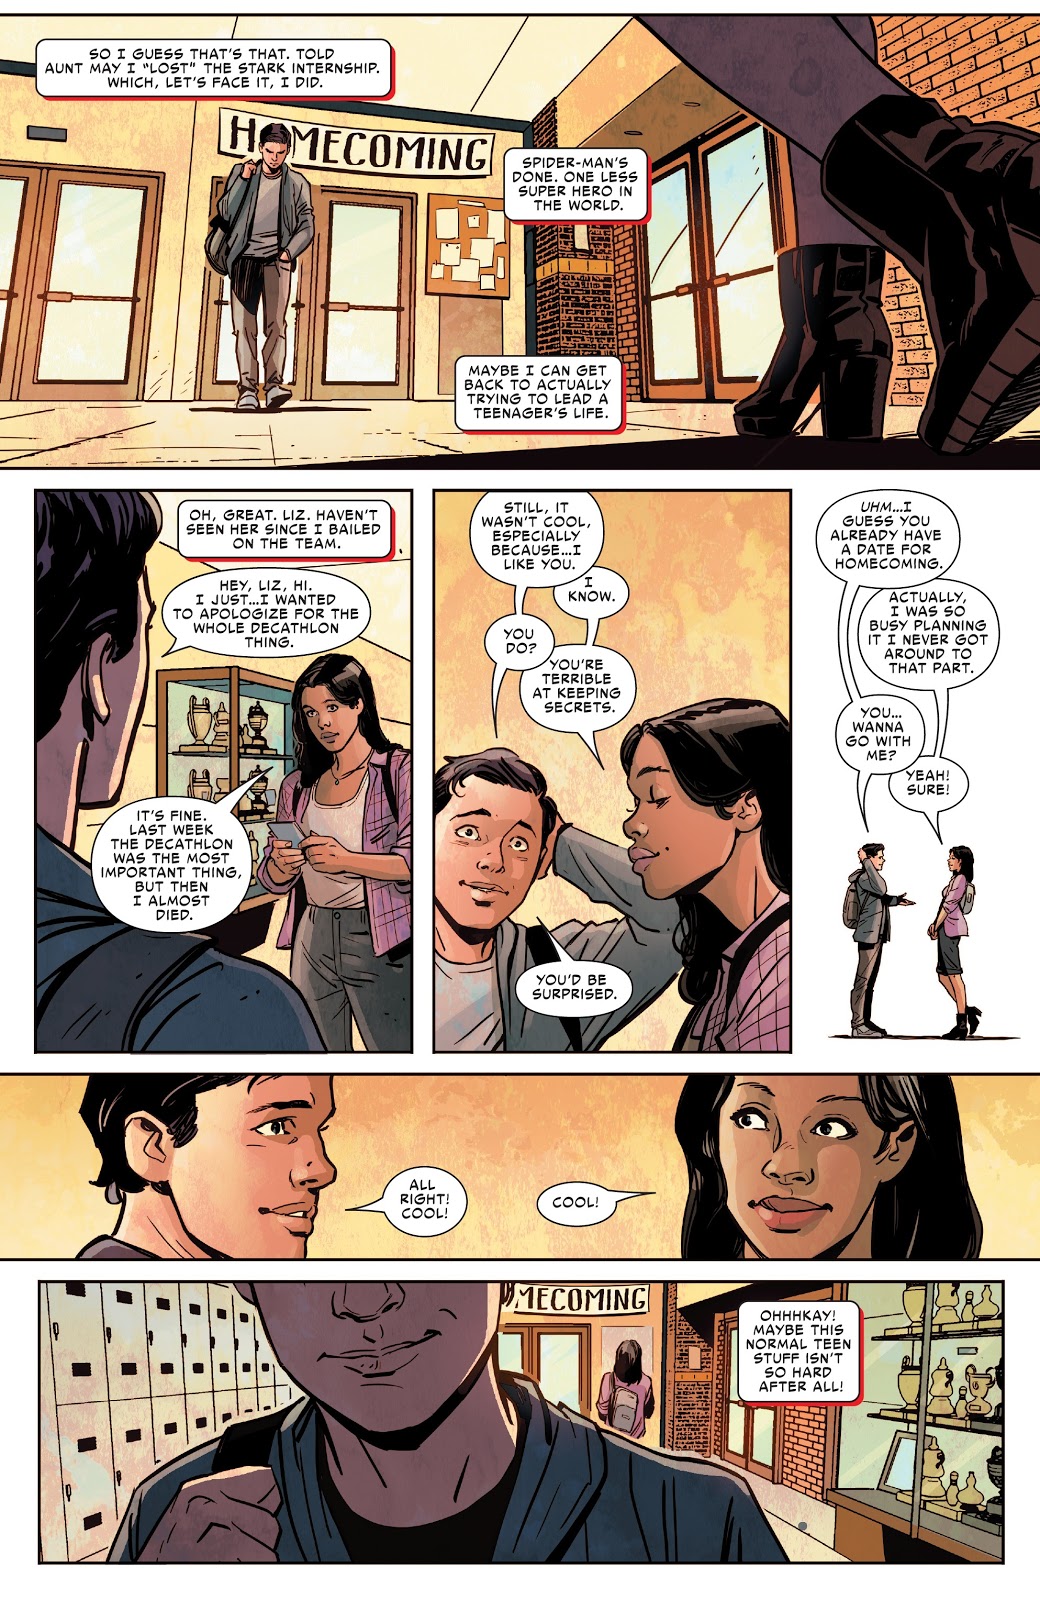 SO I GUESS THAT'S THAT. TOLD
AUNT MAY I "LOST" THE STARK INTERNSHIP.
WHICH, LET'S FACE IT, I DID.
HOMECOMING
SPIDER-MAN'S
DONE. ONE LESS
SUPER HERO IN
THE WORLD.
MAYBE I CAN GET
BACK TO ACTUALLY
TRYING TO LEAD A
TEENAGER'S LIFE.
OH, GREAT. LIZ. HAVEN'T
SEEN HER SINCE I BAILED
ON THE TEAM.
HEY, LIZ, HI.
I JUST...I WANTED
TO APOLOGIZE FOR THE
WHOLE DECATHLON
THING.
IT'S FINE.
LAST WEEK
THE DECATHLON
WAS THE MOST
IMPORTANT THING,
BUT THEN
I ALMOST
DIED.
STILL, IT
WASN'T COOL,
ESPECIALLY
BECAUSE...I
LIKE YOU.
I
KNOW.
YOU
DO?
YOU'RE
TERRIBLE
AT KEEPING
SECRETS.
YOU'D BE
SURPRISED.
UHM...I
GUESS YOU
ALREADY HAVE
A DATE FOR
HOMECOMING.
ACTUALLY,
I WAS SO
BUSY PLANNING
IT I NEVER GOT
AROUND TO
THAT PART.
YOU...
WANNA
GO WITH
ME?
YEAH!
SURE!
ALL
RIGHT!
COOL!
COOL!
OMECOMING
OHHHKAY!
MAYBE THIS
NORMAL TEEN
STUFF ISN'T
SO HARD
AFTER ALL!